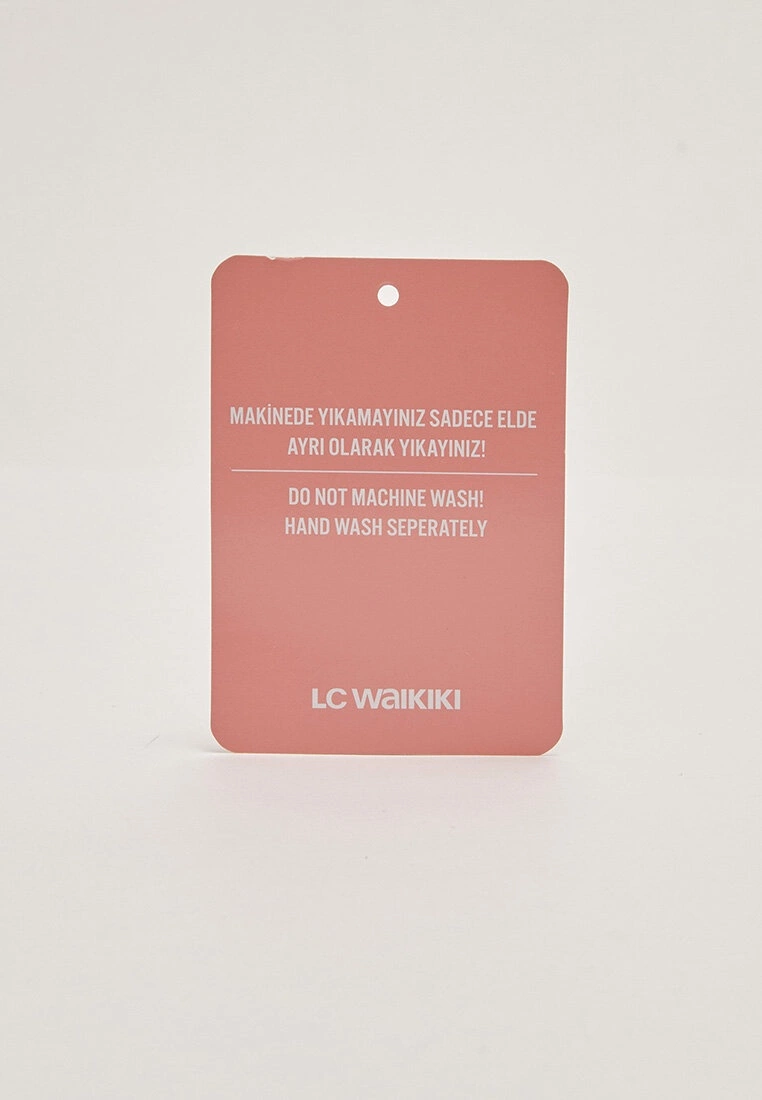 MAKİNEDE YIKAMAYINIZ SADECE ELDE
AYRI OLARAK YIKAYINIZ!
DO NOT MACHINE WASH!
HAND WASH SEPERATELY
LC WAIKIKI